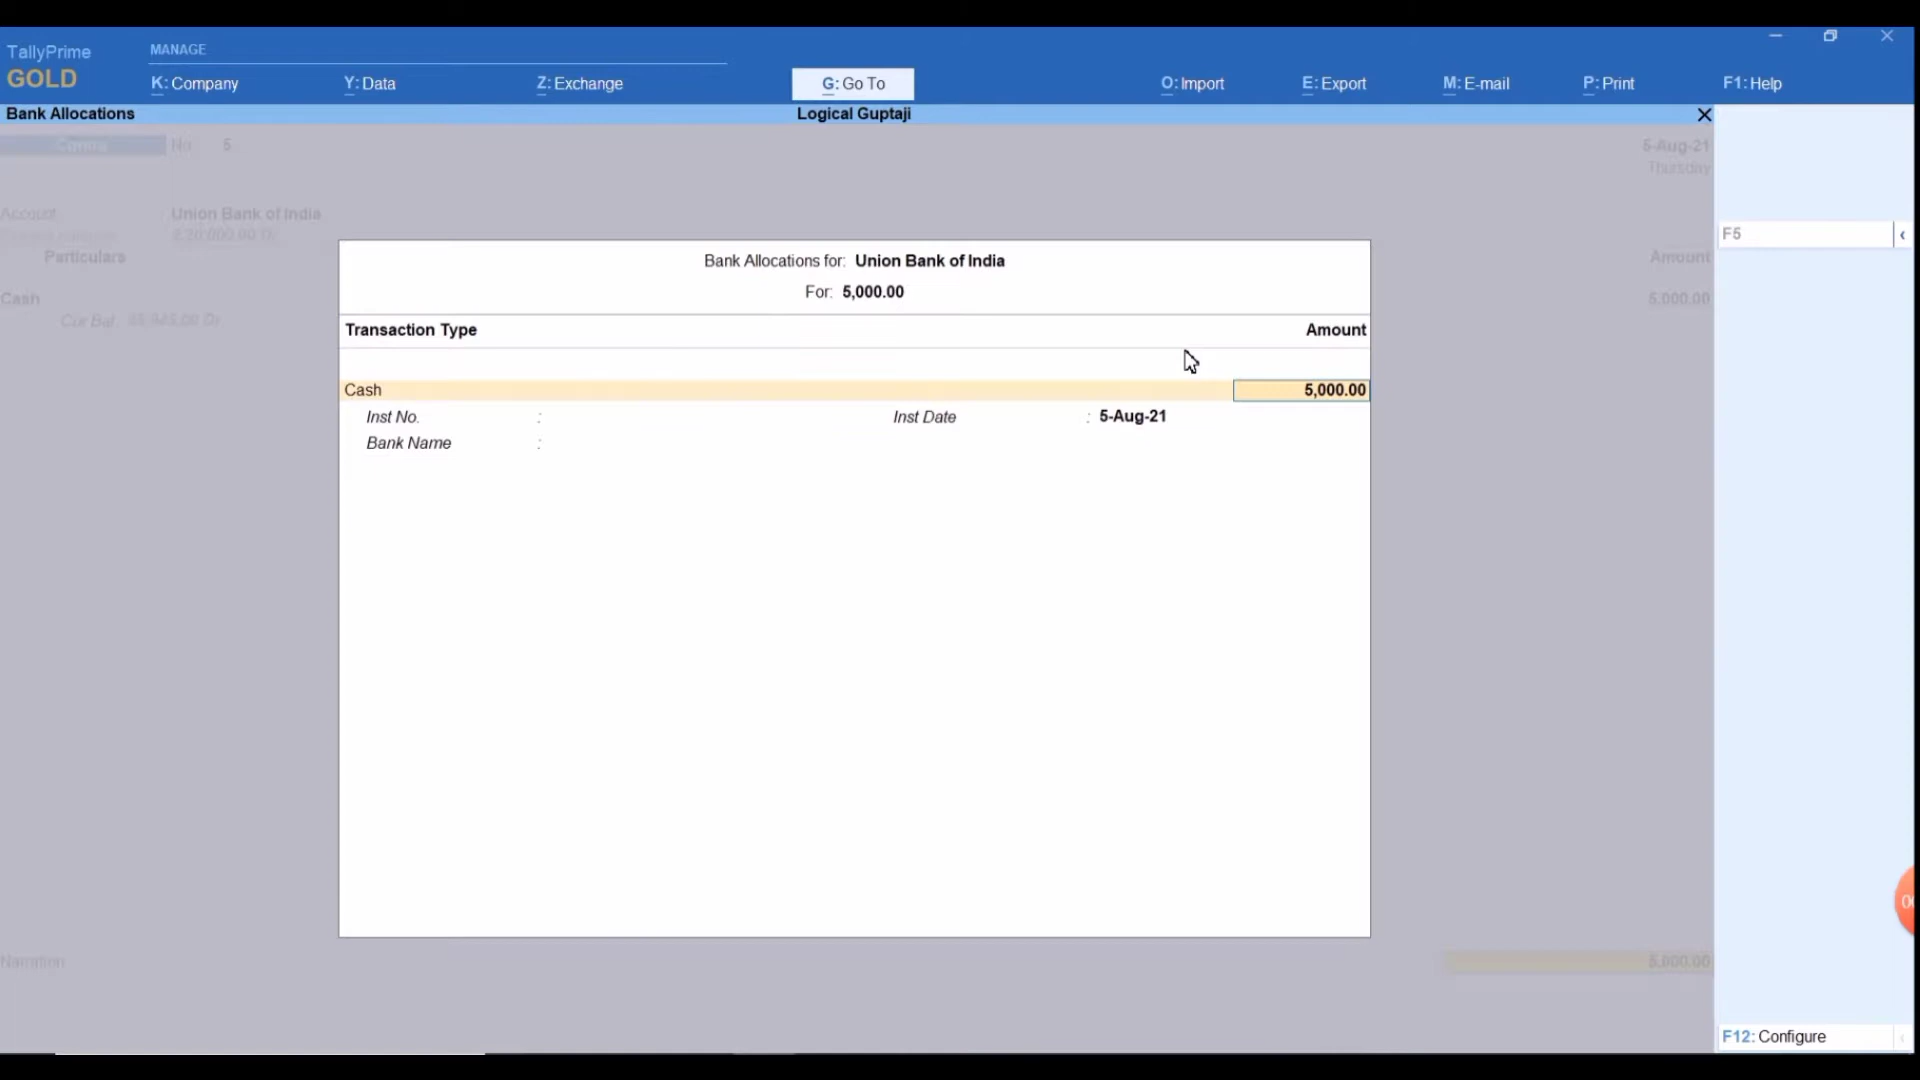 TallyPrime
GOLD
MANAGE
K: Company
Y: Data
Z: Exchange
G: Go To
O: Import
E: Export
M: E-mail
P: Print
F1: Help
Bank Allocations
Logical Guptaji
Contra No. 5
5-Aug-21
Thursday
Account : Union Bank of India
Particulars
Amount
Cash
5,000.00
Cur Bal:
Bank Allocations for: Union Bank of India
For: 5,000.00
Transaction Type Amount
Cash 5,000.00
Inst No. : Inst Date : 5-Aug-21
Bank Name :
Narration
5,000.00
F5
F12: Configure